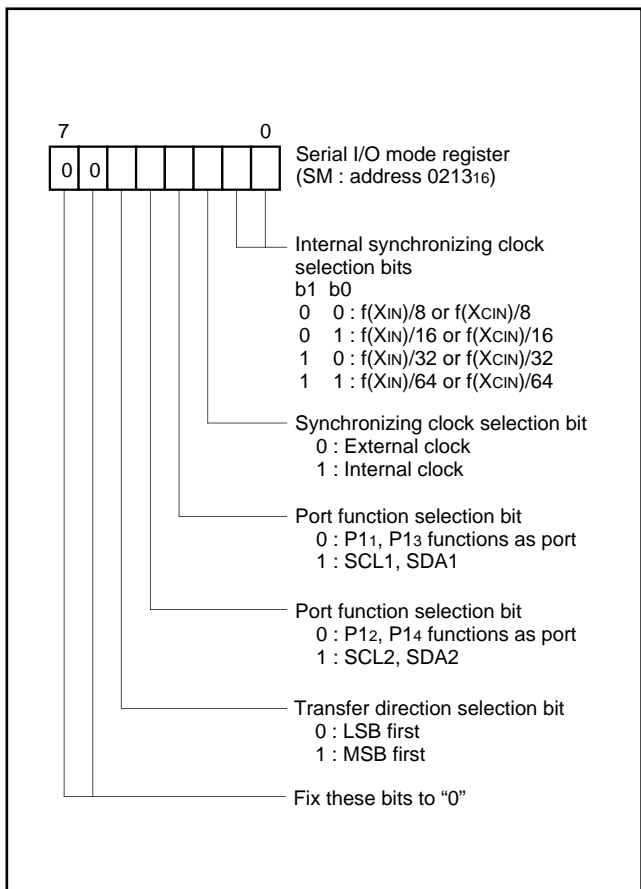 7 0
0 0
Serial I/O mode register
(SM : address 021316)
Internal synchronizing clock
selection bits
b1 b0
0 0 : f(XIN)/8 or f(XCIN)/8
0 1 : f(XIN)/16 or f(XCIN)/16
1 0 : f(XIN)/32 or f(XCIN)/32
1 1 : f(XIN)/64 or f(XCIN)/64
Synchronizing clock selection bit
0 : External clock
1 : Internal clock
Port function selection bit
0 : P11, P13 functions as port
1 : SCL1, SDA1
Port function selection bit
0 : P12, P14 functions as port
1 : SCL2, SDA2
Transfer direction selection bit
0 : LSB first
1 : MSB first
Fix these bits to “0”